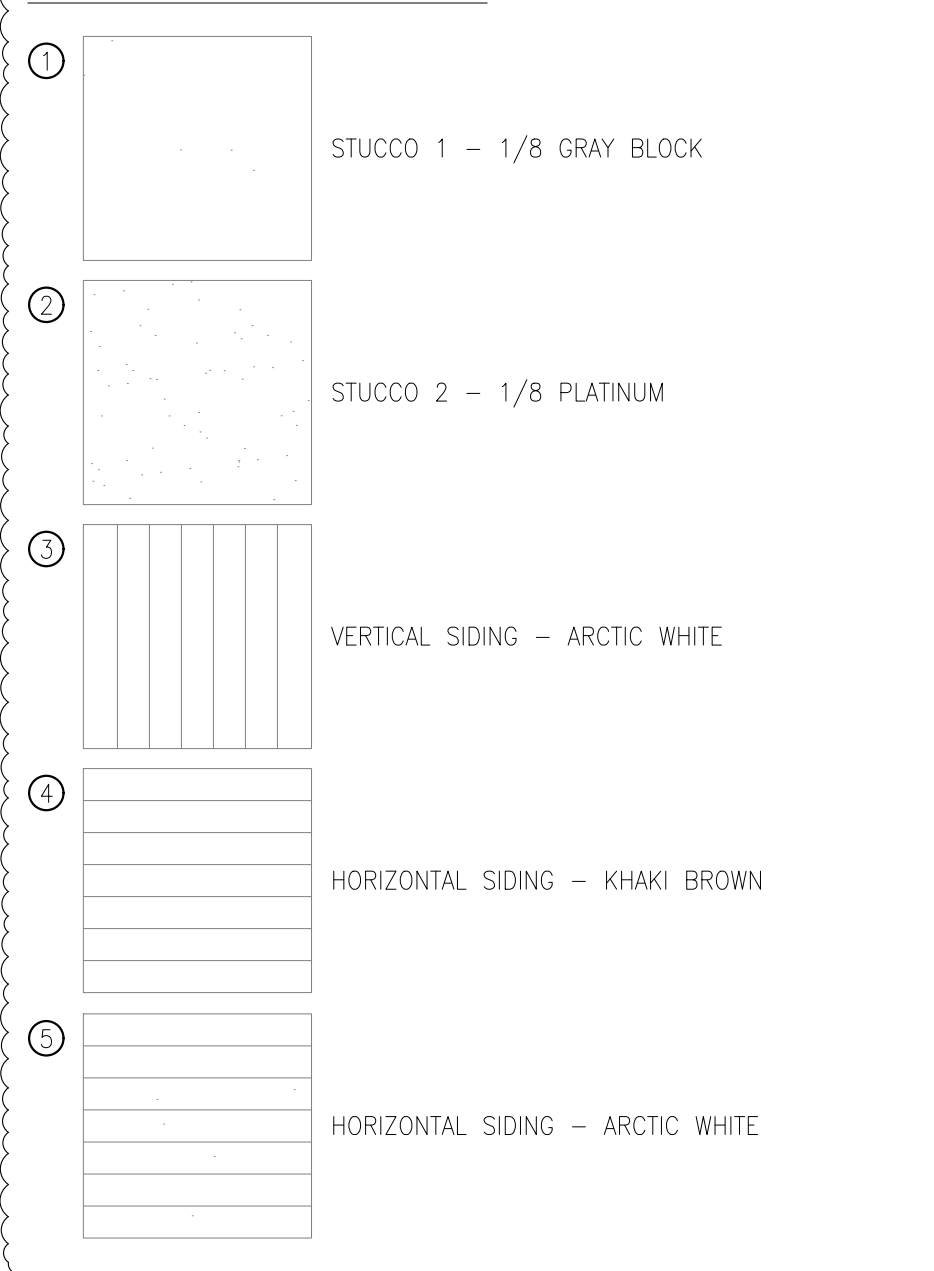 1
STUCCO 1 – 1/8 GRAY BLOCK
2
STUCCO 2 – 1/8 PLATINUM
3
VERTICAL SIDING – ARCTIC WHITE
4
HORIZONTAL SIDING – KHAKI BROWN
5
HORIZONTAL SIDING – ARCTIC WHITE